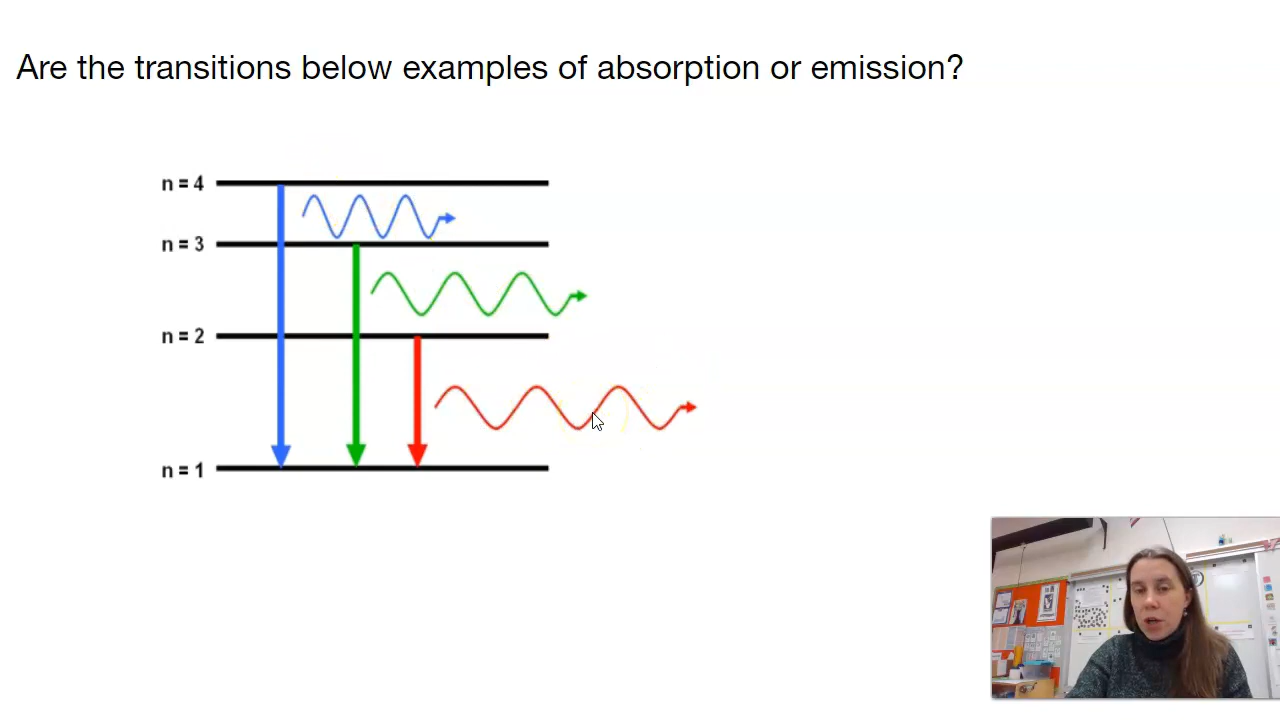 Are the transitions below examples of absorption or emission?
n = 4
n = 3
n = 2
n = 1